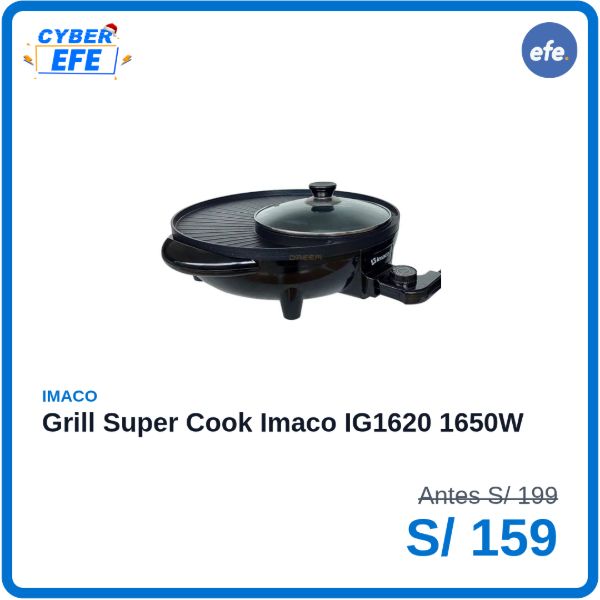 CYBER
EFE
efe.
IMACO
Grill Super Cook Imaco IG1620 1650W
Antes S/ 199
S/ 159